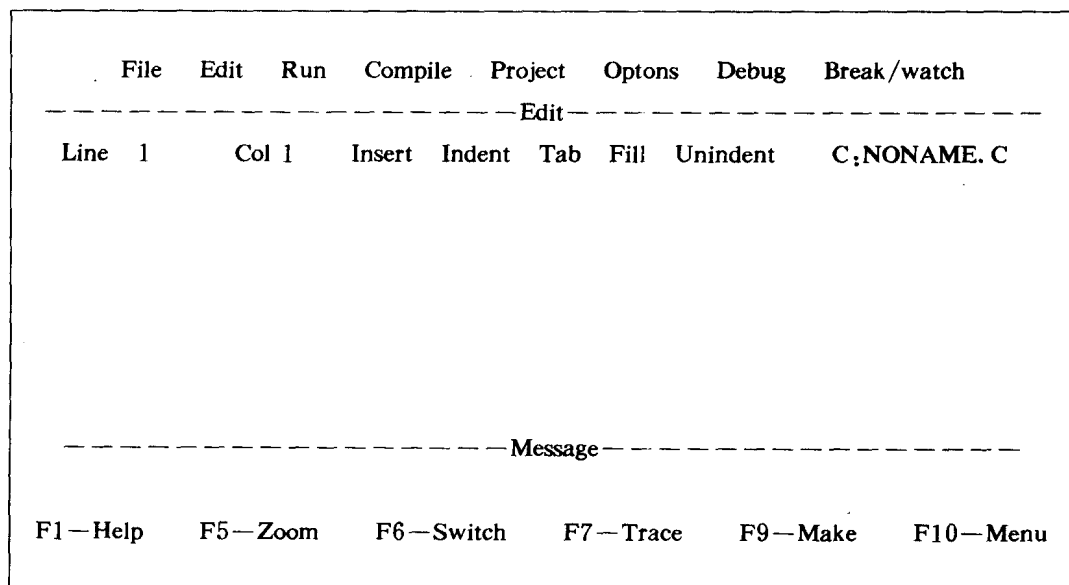 File Edit Run Compile Project Optons Debug Break/watch
Edit
Line 1 Col 1 Insert Indent Tab Fill Unindent C:NONAME. C
Message
F1—Help F5—Zoom F6—Switch F7—Trace F9—Make F10—Menu